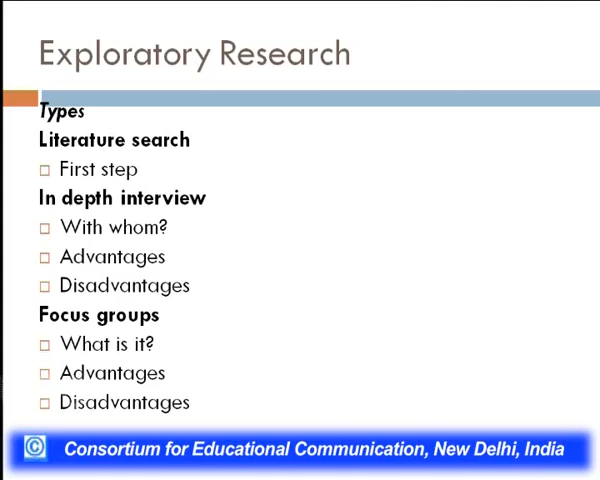 Exploratory Research
Types
Literature search
First step
In depth interview
With whom?
Advantages
Disadvantages
Focus groups
What is it?
Advantages
Disadvantages
© Consortium for Educational Communication, New Delhi, India